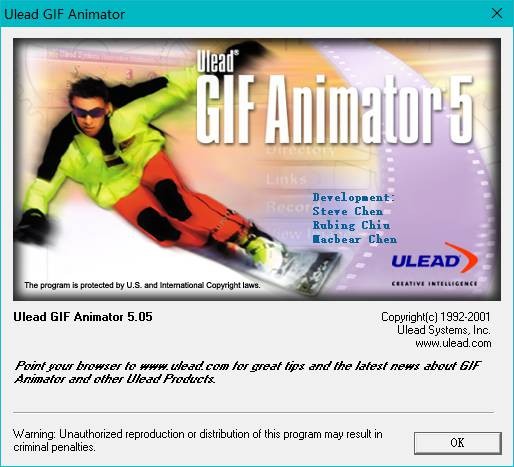 Ulead GIF Animator
Ulead®
GIF Animator 5
Directory
Links
Development:
Steve Chen
Rubing Chiu
Macbear Chen
ULEAD
CREATIVE INTELLIGENCE
The program is protected by U.S. and International Copyright laws.
Ulead GIF Animator 5.05
Copyright(c) 1992-2001
Ulead Systems, Inc.
www.ulead.com
Point your browser to www.ulead.com for great tips and the latest news about GIF
Animator and other Ulead Products.
Warning: Unauthorized reproduction or distribution of this program may result in
criminal penalties.
OK